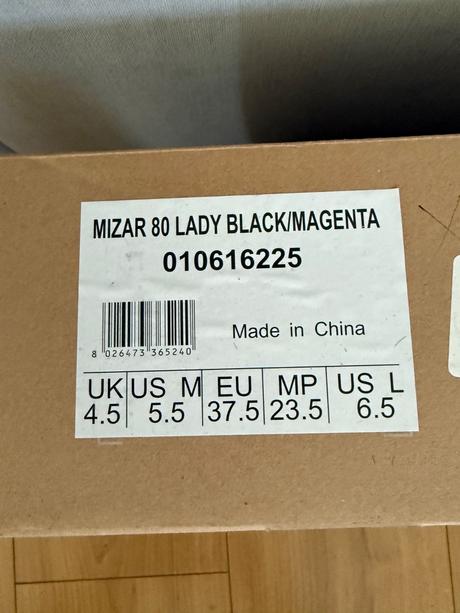 MIZAR 80 LADY BLACK/MAGENTA
010616225
Made in China
8 026473 365240
UK US M EU MP US L
4.5 5.5 37.5 23.5 6.5